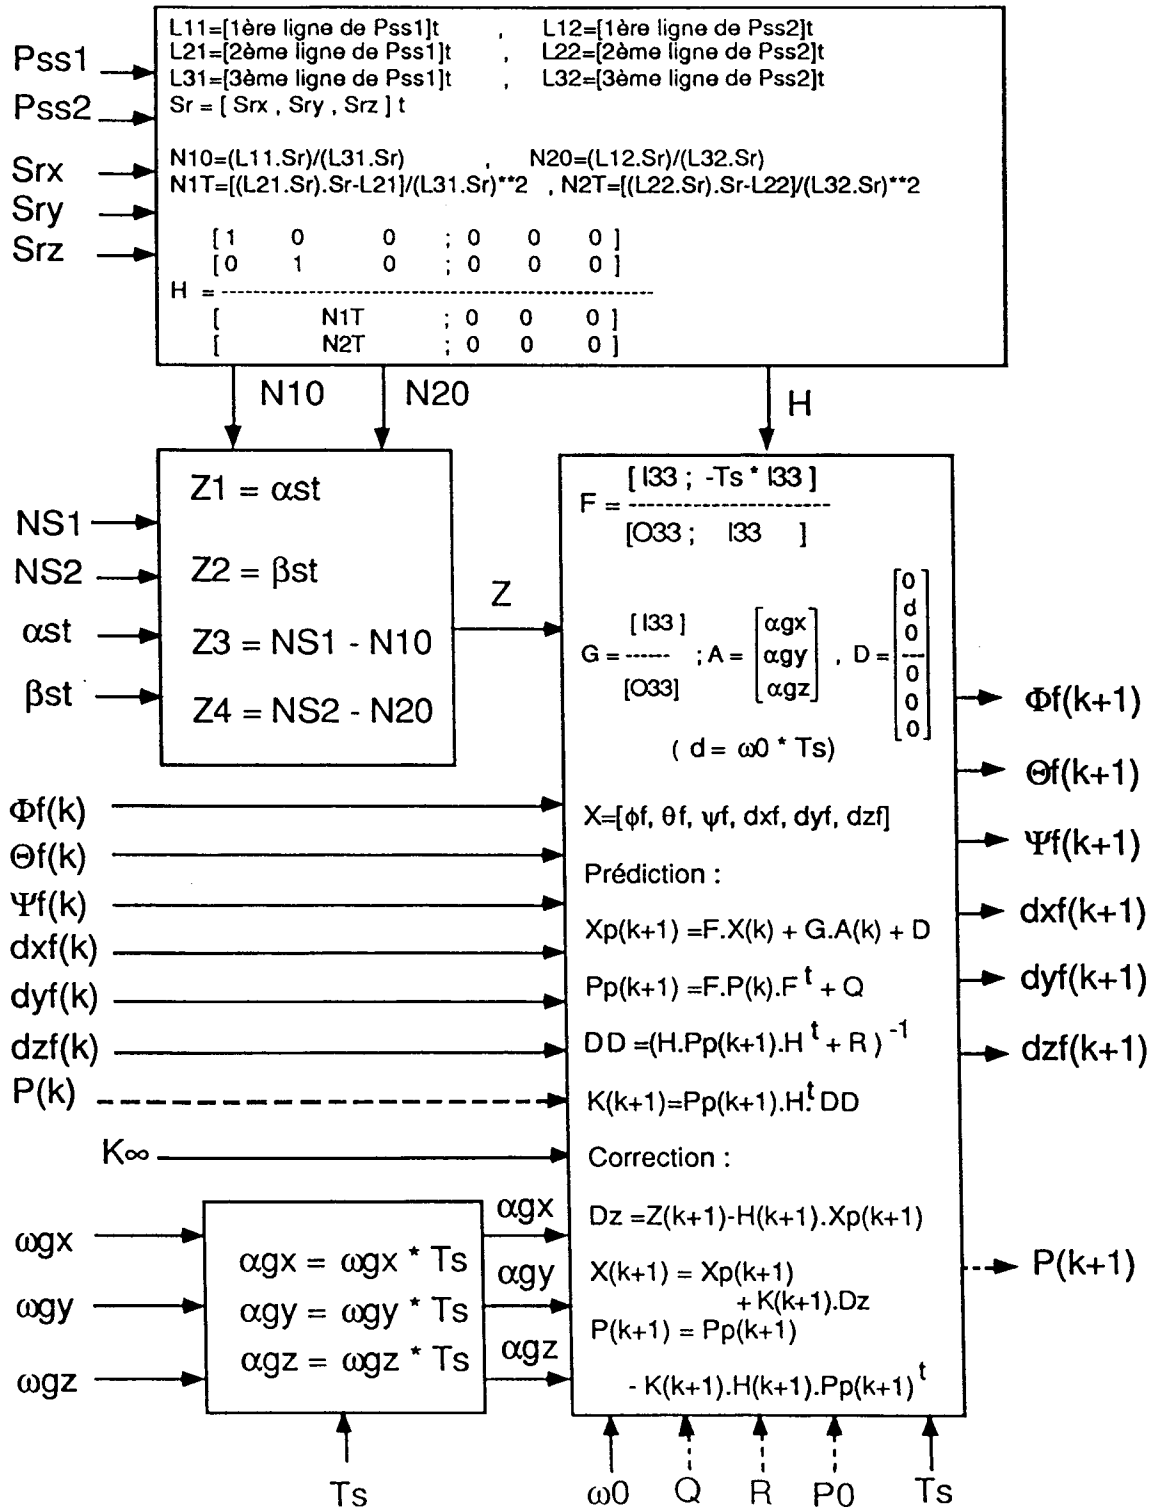 L11=[1ère ligne de Pss1]t , L12=[1ère ligne de Pss2]t
L21=[2ème ligne de Pss1]t , L22=[2ème ligne de Pss2]t
L31=[3ème ligne de Pss1]t , L32=[3ème ligne de Pss2]t
Sr = [ Srx , Sry , Srz ] t
N10=(L11.Sr)/(L31.Sr) , N20=(L12.Sr)/(L32.Sr)
N1T=[(L21.Sr).Sr-L21]/(L31.Sr)**2 , N2T=[(L22.Sr).Sr-L22]/(L32.Sr)**2
[ 1 0 0 ; 0 0 0 ]
[ 0 1 0 ; 0 0 0 ]
H = ------------------------------
[ N1T ; 0 0 0 ]
[ N2T ; 0 0 0 ]
Pss1
Pss2
Srx
Sry
Srz
N10
N20
H
Z1 = αst
Z2 = βst
Z3 = NS1 - N10
Z4 = NS2 - N20
NS1
NS2
αst
βst
Z
[ I33 ; -Ts * I33 ]
F = --------------------
[O33 ; I33 ]
[ I33 ]
G = ------
[O33]
; A = [αgx
αgy
αgz]
, D = [0
d
0
---
0
0
0]
( d = ω0 * Ts)
X=[ϕf, θf, ψf, dxf, dyf, dzf]
Prédiction :
Xp(k+1) =F.X(k) + G.A(k) + D
Pp(k+1) =F.P(k).F t + Q
DD =(H.Pp(k+1).H t + R ) -1
K(k+1)=Pp(k+1).H.t DD
Correction :
Dz =Z(k+1)-H(k+1).Xp(k+1)
X(k+1) = Xp(k+1)
+ K(k+1).Dz
P(k+1) = Pp(k+1)
- K(k+1).H(k+1).Pp(k+1) t
Φf(k)
Θf(k)
Ψf(k)
dxf(k)
dyf(k)
dzf(k)
P(k)
K∞
ωgx
ωgy
ωgz
αgx = ωgx * Ts
αgy = ωgy * Ts
αgz = ωgz * Ts
αgx
αgy
αgz
Φf(k+1)
Θf(k+1)
Ψf(k+1)
dxf(k+1)
dyf(k+1)
dzf(k+1)
P(k+1)
Ts
ω0
Q
R
P0
Ts